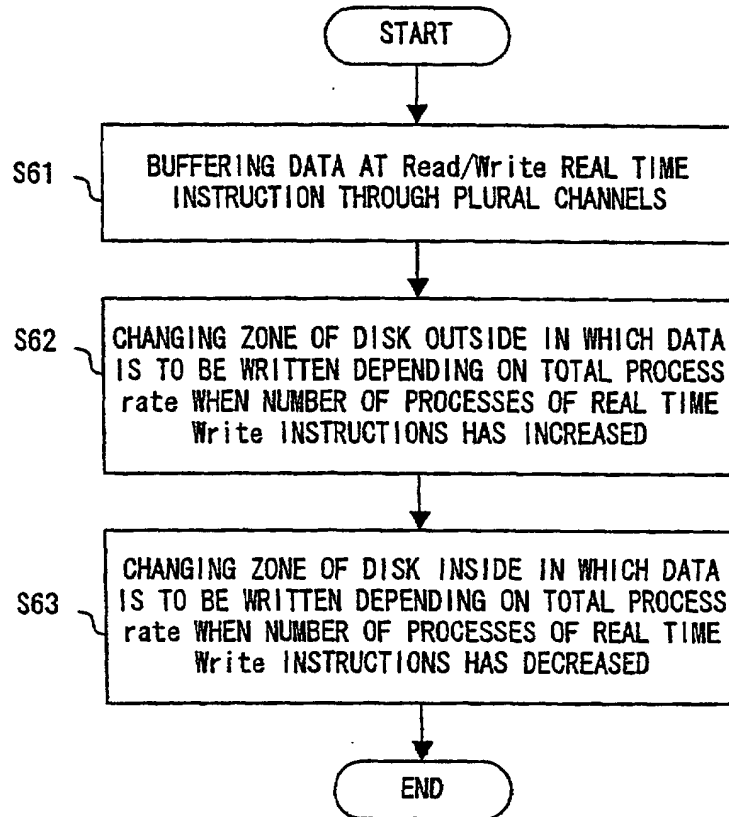 START
S61
BUFFERING DATA AT Read/Write REAL TIME
INSTRUCTION THROUGH PLURAL CHANNELS
S62
CHANGING ZONE OF DISK OUTSIDE IN WHICH DATA
IS TO BE WRITTEN DEPENDING ON TOTAL PROCESS
rate WHEN NUMBER OF PROCESSES OF REAL TIME
Write INSTRUCTIONS HAS INCREASED
S63
CHANGING ZONE OF DISK INSIDE IN WHICH DATA
IS TO BE WRITTEN DEPENDING ON TOTAL PROCESS
rate WHEN NUMBER OF PROCESSES OF REAL TIME
Write INSTRUCTIONS HAS DECREASED
END